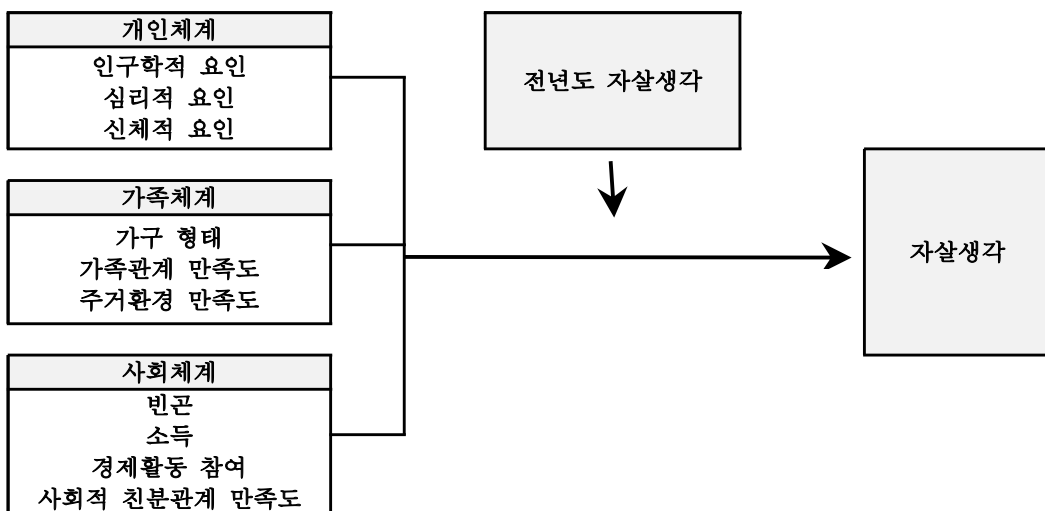 개인체계
인구학적 요인
심리적 요인
신체적 요인
전년도 자살생각
가족체계
가구 형태
가족관계 만족도
주거환경 만족도
자살생각
사회체계
빈곤
소득
경제활동 참여
사회적 친분관계 만족도